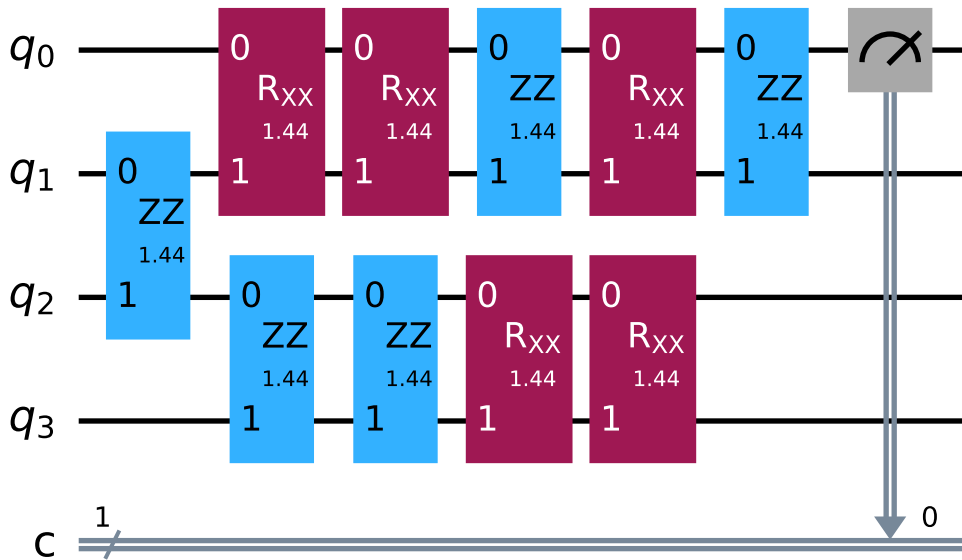 q0 0 0 0 0 0
RXX RXX ZZ RXX ZZ
1.44 1.44 1.44 1.44 1.44
q1 0 1 1 1 1 1
ZZ
1.44
q2 1 0 0 0 0
ZZ ZZ RXX RXX
1.44 1.44 1.44 1.44
q3 1 1 1 1
1 0
c